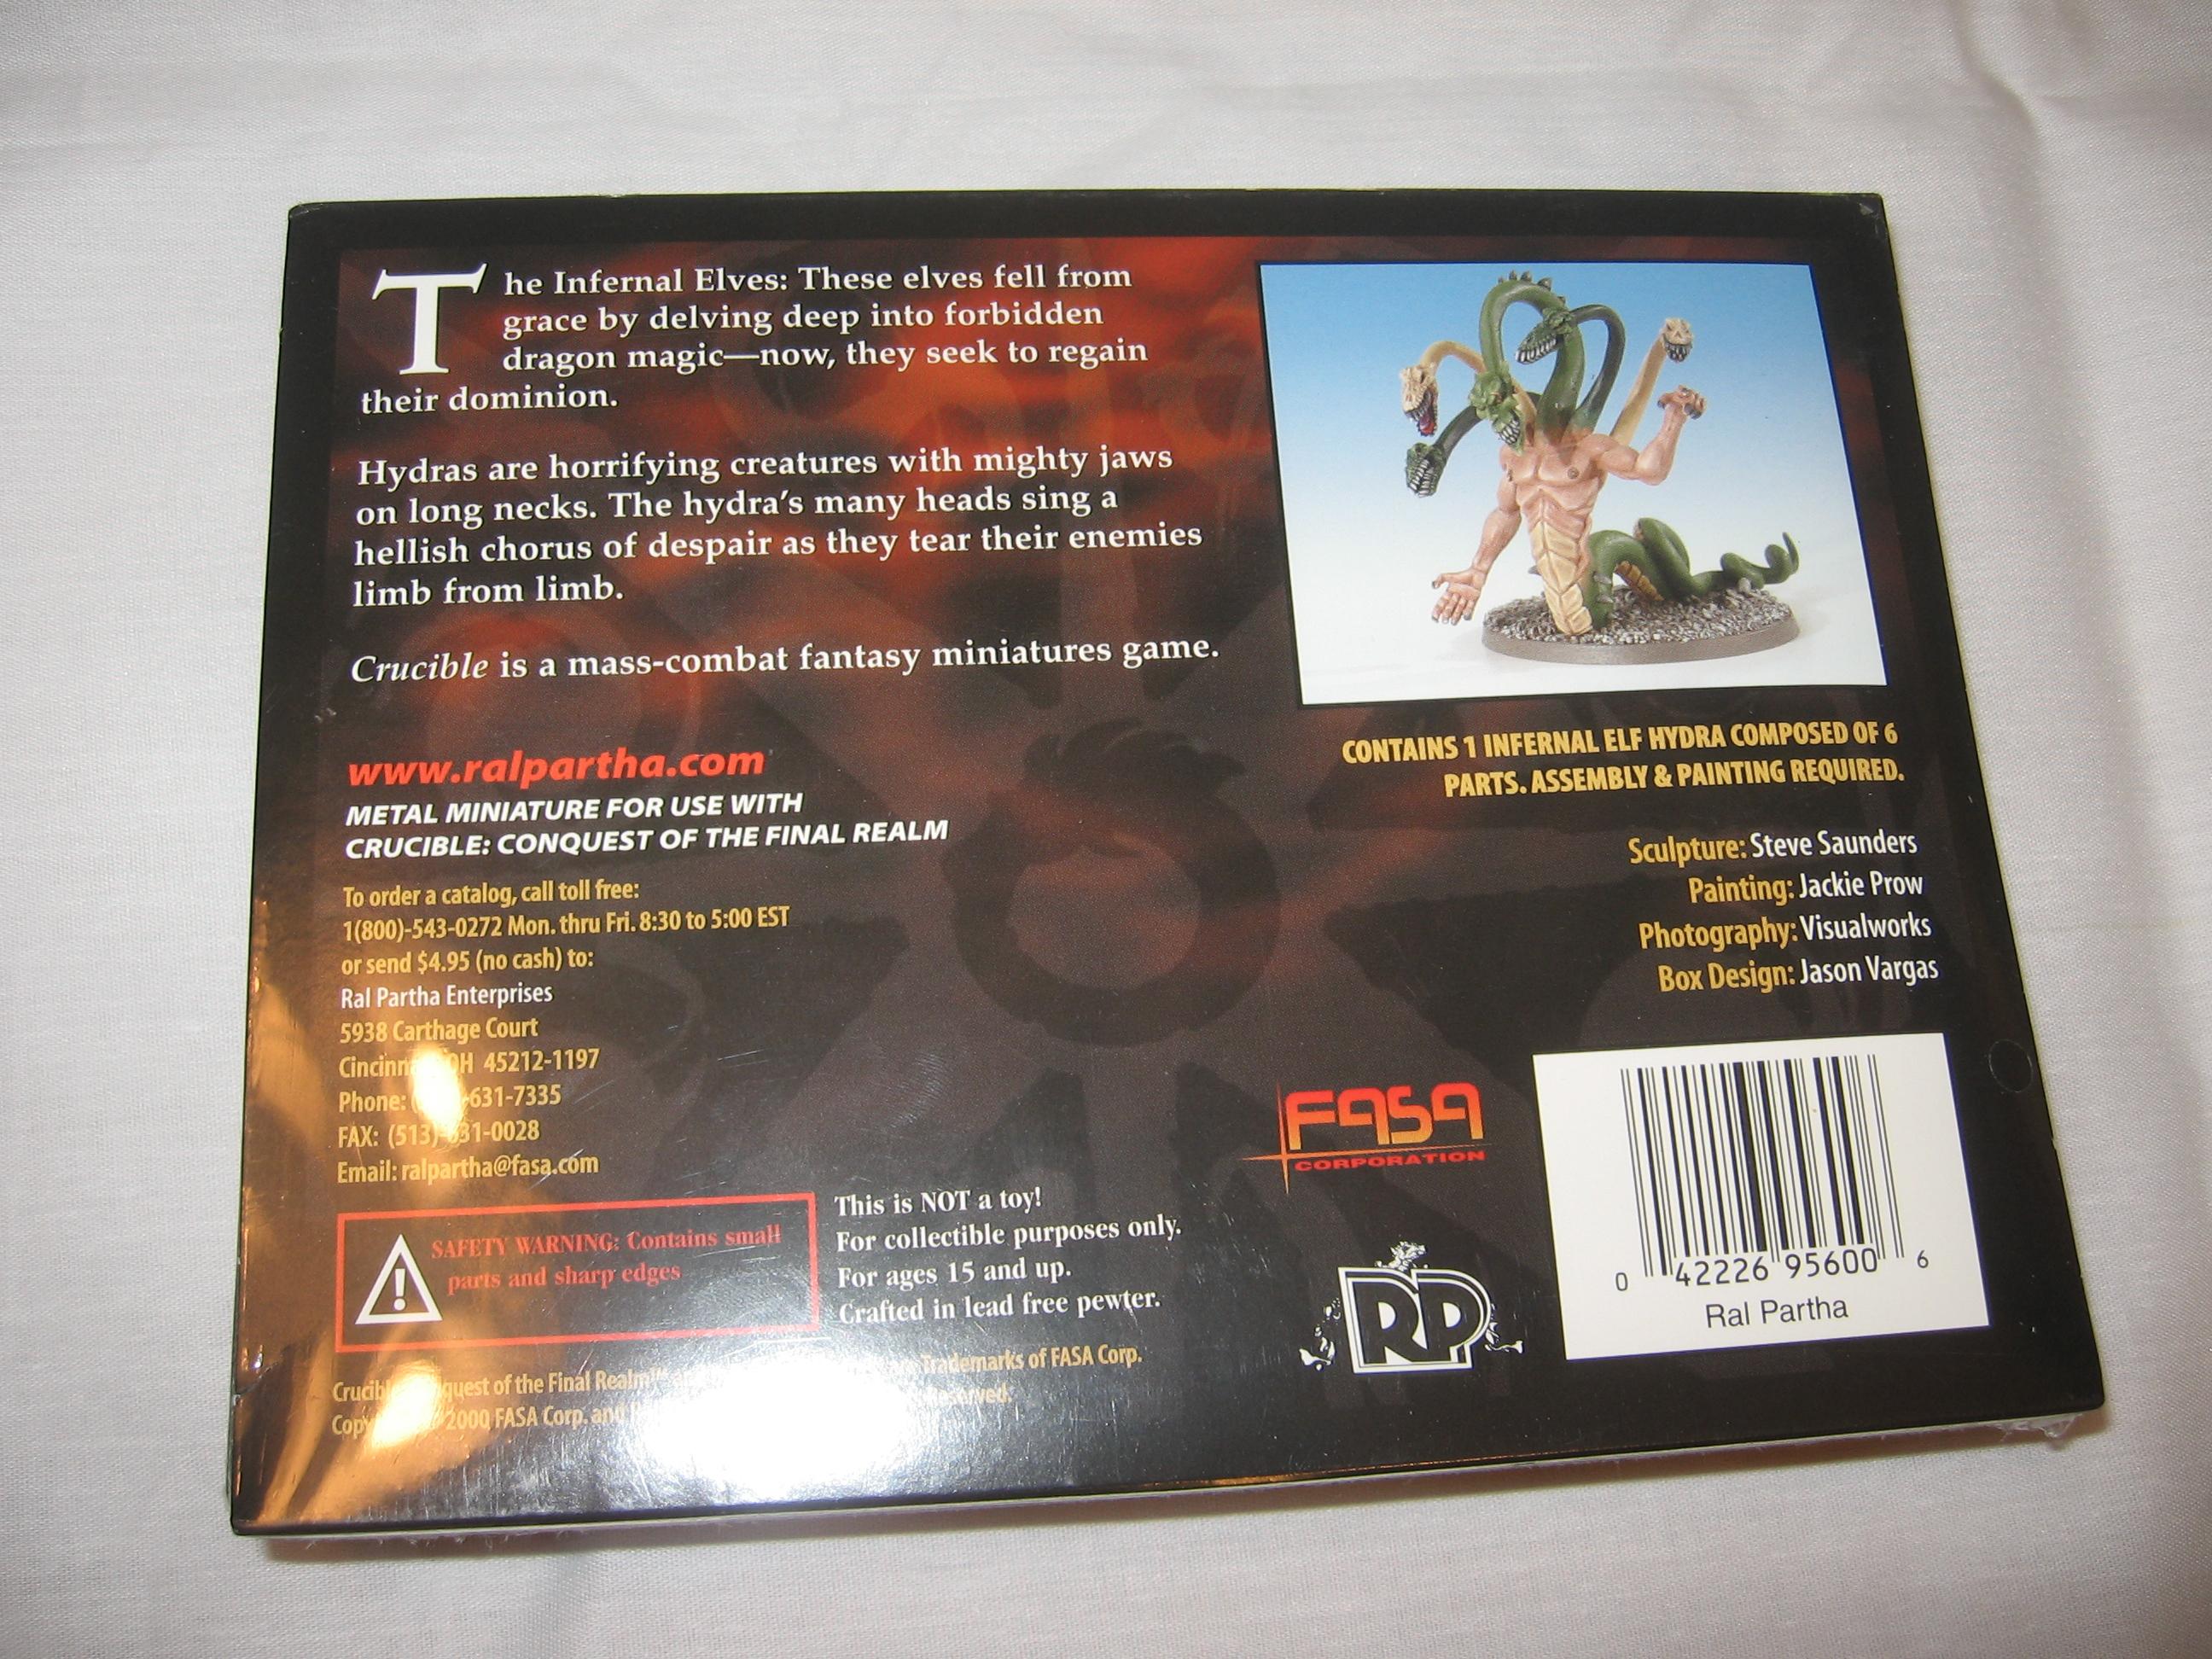 The Infernal Elves: These elves fell from
grace by delving deep into forbidden
dragon magic—now, they seek to regain
their dominion.
Hydras are horrifying creatures with mighty jaws
on long necks. The hydra's many heads sing a
hellish chorus of despair as they tear their enemies
limb from limb.
Crucible is a mass-combat fantasy miniatures game.
www.ralpartha.com
METAL MINIATURE FOR USE WITH
CRUCIBLE: CONQUEST OF THE FINAL REALM
To order a catalog, call toll free:
1(800)-543-0272 Mon. thru Fri. 8:30 to 5:00 EST
or send $4.95 (no cash) to:
Ral Partha Enterprises
5938 Carthage Court
OH 45212-1197
Phone: 631-7335
FAX: (513) 31-0028
Email: ralpartha@fasa.com
SAFETY WARNING: Contains small
parts and sharp edges
This is NOT a toy!
For collectible purposes only.
For ages 15 and up.
Crafted in lead free pewter.
of the Final Realm Trademarks of FASA Corp.
2000 FASA Corp. and
CONTAINS 1 INFERNAL ELF HYDRA COMPOSED OF 6
PARTS. ASSEMBLY & PAINTING REQUIRED.
Sculpture: Steve Saunders
Painting: Jackie Prow
Photography: Visualworks
Box Design: Jason Vargas
FASA
CORPORATION
RP
0 42226 95600 6
Ral Partha